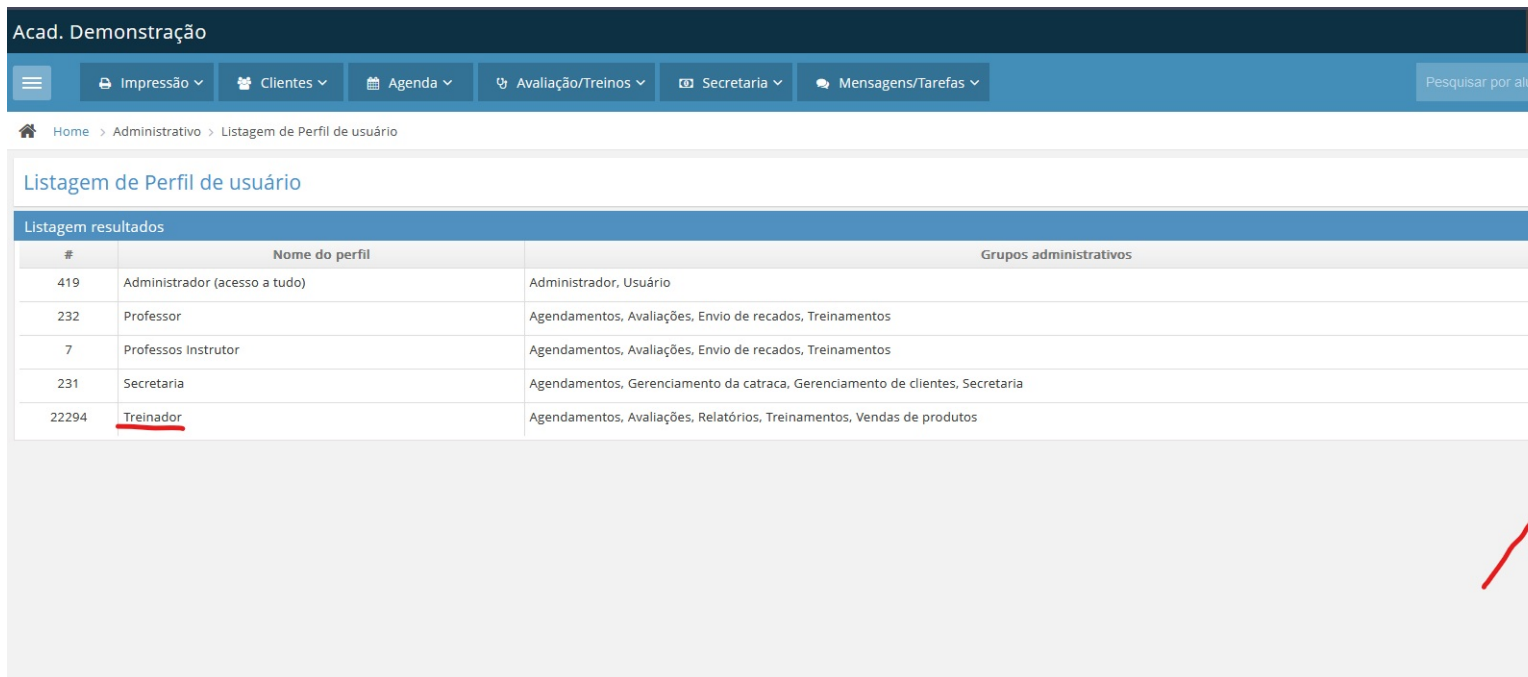 Acad. Demonstração
Impressão Clientes Agenda Avaliação/Treinos Secretaria Mensagens/Tarefas Pesquisar por
Home > Administrativo > Listagem de Perfil de usuário
Listagem de Perfil de usuário
Listagem resultados
# Nome do perfil Grupos administrativos
419 Administrador (acesso a tudo) Administrador, Usuário
232 Professor Agendamentos, Avaliações, Envio de recados, Treinamentos
7 Professos Instrutor Agendamentos, Avaliações, Envio de recados, Treinamentos
231 Secretaria Agendamentos, Gerenciamento da catraca, Gerenciamento de clientes, Secretaria
22294 Treinador Agendamentos, Avaliações, Relatórios, Treinamentos, Vendas de produtos